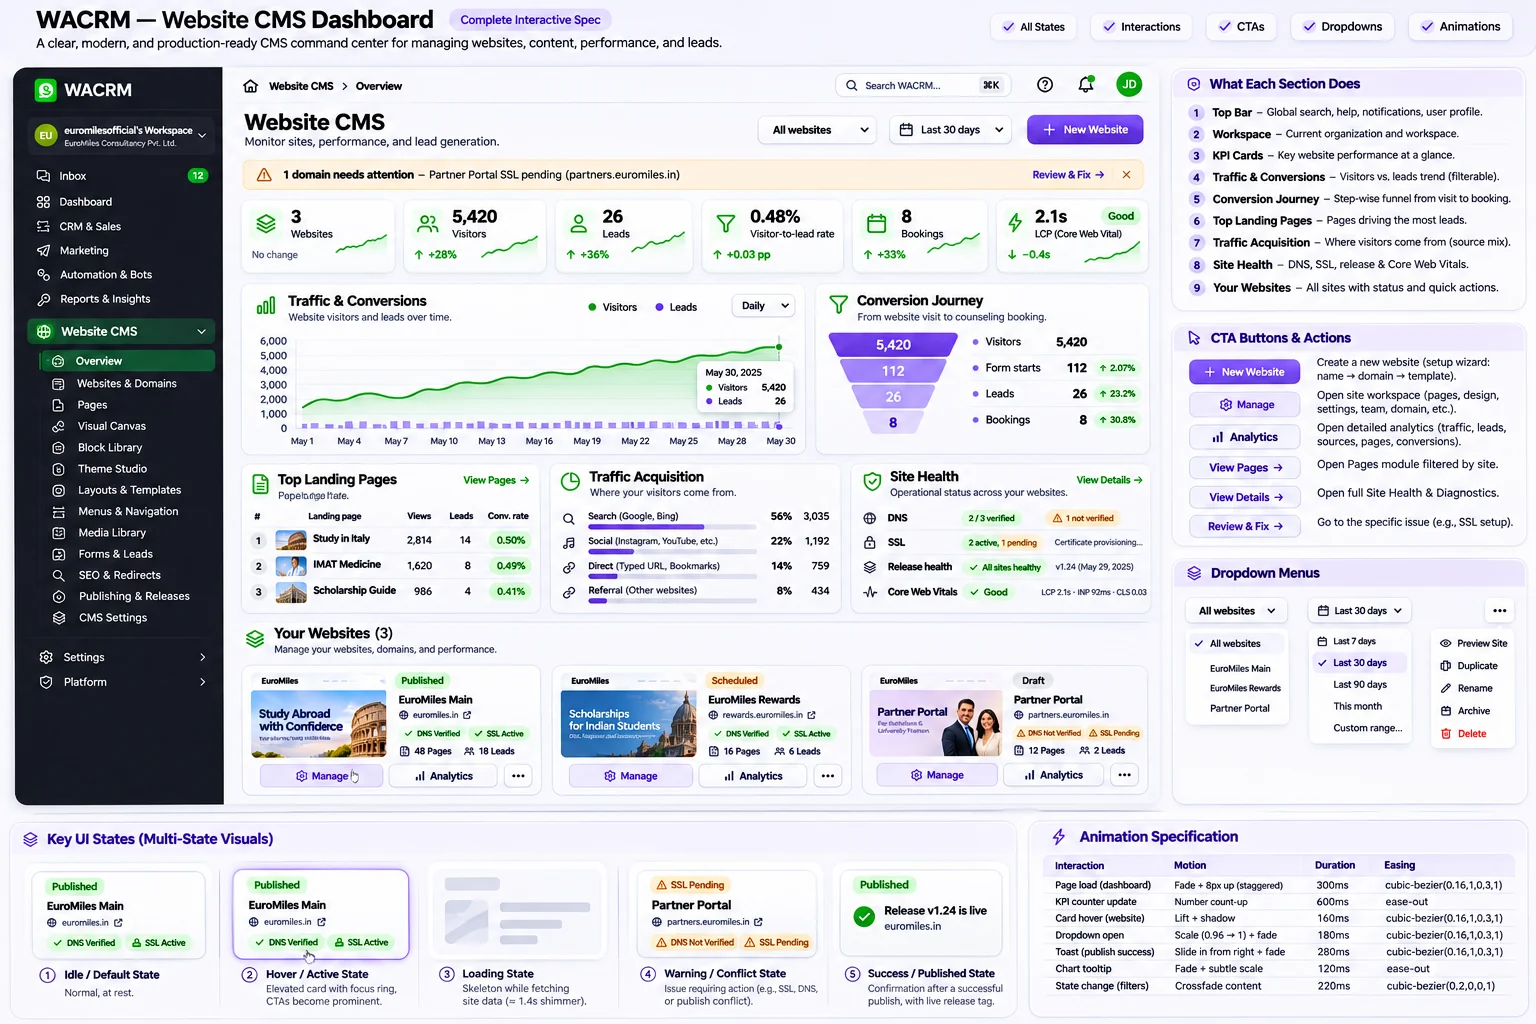 WACRM — Website CMS Dashboard
Complete Interactive Spec
A clear, modern, and production-ready CMS command center for managing websites, content, performance, and leads.
All States
Interactions
CTAs
Dropdowns
Animations
WACRM
EU
euromilesofficial's Workspace
EuroMiles Consultancy Pvt. Ltd.
Inbox
12
Dashboard
CRM & Sales
Marketing
Automation & Bots
Reports & Insights
Website CMS
Overview
Websites & Domains
Pages
Visual Canvas
Block Library
Theme Studio
Layouts & Templates
Menus & Navigation
Media Library
Forms & Leads
SEO & Redirects
Publishing & Releases
CMS Settings
Settings
Platform
Website CMS > Overview
Search WACRM...
⌘K
JD
Website CMS
Monitor sites, performance, and lead generation.
All websites
Last 30 days
+ New Website
1 domain needs attention – Partner Portal SSL pending (partners.euromiles.in)
Review & Fix →
×
3
Websites
No change
5,420
Visitors
↑ +28%
26
Leads
↑ +36%
0.48%
Visitor-to-lead rate
↑ +0.03 pp
8
Bookings
↑ +33%
2.1s
Good
LCP (Core Web Vital)
↓ −0.4s
Traffic & Conversions
Website visitors and leads over time.
Visitors
Leads
Daily
6,000
5,000
4,000
3,000
2,000
1,000
0
May 1
May 4
May 7
May 10
May 13
May 16
May 19
May 22
May 25
May 28
May 30
May 30, 2025
Visitors 5,420
Leads 26
Conversion Journey
From website visit to counseling booking.
5,420
112
26
8
Visitors 5,420
Form starts 112 ↑ 2.07%
Leads 26 ↑ 23.2%
Bookings 8 ↑ 30.8%
Top Landing Pages
View Pages →
# Landing page Views Leads Conv. rate
1 Study in Italy 2,814 14 0.50%
2 IMAT Medicine 1,620 8 0.49%
3 Scholarship Guide 986 4 0.41%
Traffic Acquisition
Where your visitors come from.
Search (Google, Bing) 56% 3,035
Social (Instagram, YouTube, etc.) 22% 1,192
Direct (Typed URL, Bookmarks) 14% 759
Referral (Other websites) 8% 434
Site Health
Operational status across your websites.
View Details →
DNS 2 / 3 verified 1 not verified
SSL 2 active, 1 pending Certificate provisioning...
Release health All sites healthy v1.24 (May 29, 2025)
Core Web Vitals Good LCP 2.1s · INP 92ms · CLS 0.03
Your Websites (3)
Manage your websites, domains, and performance.
EuroMiles
Study Abroad
with Confidence
Published
EuroMiles Main
euromiles.in
DNS Verified
SSL Active
48 Pages
18 Leads
Manage
Analytics
•••
EuroMiles
Scholarships
for Indian Students
Scheduled
EuroMiles Rewards
rewards.euromiles.in
DNS Verified
SSL Active
16 Pages
6 Leads
Manage
Analytics
•••
EuroMiles
Partner Portal
Draft
Partner Portal
partners.euromiles.in
DNS Not Verified
SSL Pending
12 Pages
2 Leads
Manage
Analytics
•••
What Each Section Does
1 Top Bar – Global search, help, notifications, user profile.
2 Workspace – Current organization and workspace.
3 KPI Cards – Key website performance at a glance.
4 Traffic & Conversions – Visitors vs. leads trend (filterable).
5 Conversion Journey – Step-wise funnel from visit to booking.
6 Top Landing Pages – Pages driving the most leads.
7 Traffic Acquisition – Where visitors come from (source mix).
8 Site Health – DNS, SSL, release & Core Web Vitals.
9 Your Websites – All sites with status and quick actions.
CTA Buttons & Actions
+ New Website
Create a new website (setup wizard:
name → domain → template).
Manage
Open site workspace (pages, design,
settings, team, domain, etc.).
Analytics
Open detailed analytics (traffic, leads,
sources, pages, conversions).
View Pages →
Open Pages module filtered by site.
View Details →
Open full Site Health & Diagnostics.
Review & Fix →
Go to the specific issue (e.g., SSL setup).
Dropdown Menus
All websites
All websites
EuroMiles Main
EuroMiles Rewards
Partner Portal
Last 30 days
Last 7 days
Last 30 days
Last 90 days
This month
Custom range...
•••
Preview Site
Duplicate
Rename
Archive
Delete
Key UI States (Multi-State Visuals)
Published
EuroMiles Main
euromiles.in
DNS Verified
SSL Active
1 Idle / Default State
Normal, at rest.
Published
EuroMiles Main
euromiles.in
DNS Verified
SSL Active
2 Hover / Active State
Elevated card with focus ring,
CTAs become prominent.
3 Loading State
Skeleton while fetching
site data (≈ 1.4s shimmer).
SSL Pending
Partner Portal
partners.euromiles.in
DNS Not Verified
SSL Pending
4 Warning / Conflict State
Issue requiring action (e.g., SSL, DNS,
or publish conflict).
Published
Release v1.24 is live
euromiles.in
5 Success / Published State
Confirmation after a successful
publish, with live release tag.
Animation Specification
Interaction Motion Duration Easing
Page load (dashboard) Fade + 8px up (staggered) 300ms cubic-bezier(0.16,1,0.3,1)
KPI counter update Number count-up 600ms ease-out
Card hover (website) Lift + shadow 160ms cubic-bezier(0.16,1,0.3,1)
Dropdown open Scale (0.96 → 1) + fade 180ms cubic-bezier(0.16,1,0.3,1)
Toast (publish success) Slide in from right + fade 280ms cubic-bezier(0.16,1,0.3,1)
Chart tooltip Fade + subtle scale 120ms ease-out
State change (filters) Crossfade content 220ms cubic-bezier(0.2,0,0,1)